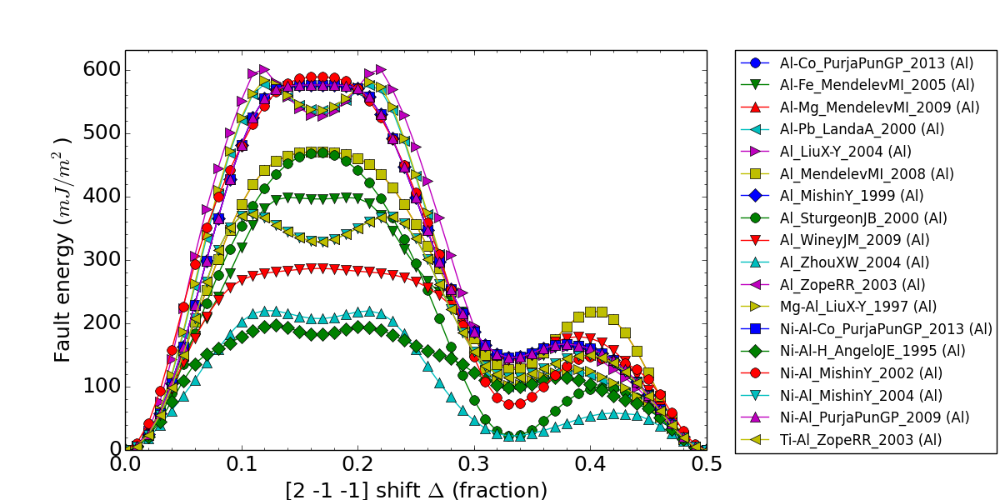 600
500
400
300
200
100
0
Fault energy (mJ/m²)
0.0 0.1 0.2 0.3 0.4 0.5
[2 -1 -1] shift Δ (fraction)
Al-Co_PurjaPunGP_2013 (Al)
Al-Fe_MendelevMI_2005 (Al)
Al-Mg_MendelevMI_2009 (Al)
Al-Pb_LandaA_2000 (Al)
Al_LiuX-Y_2004 (Al)
Al_MendelevMI_2008 (Al)
Al_MishinY_1999 (Al)
Al_SturgeonJB_2000 (Al)
Al_WineyJM_2009 (Al)
Al_ZhouXW_2004 (Al)
Al_ZopeRR_2003 (Al)
Mg-Al_LiuX-Y_1997 (Al)
Ni-Al-Co_PurjaPunGP_2013 (Al)
Ni-Al-H_AngeloJE_1995 (Al)
Ni-Al_MishinY_2002 (Al)
Ni-Al_MishinY_2004 (Al)
Ni-Al_PurjaPunGP_2009 (Al)
Ti-Al_ZopeRR_2003 (Al)